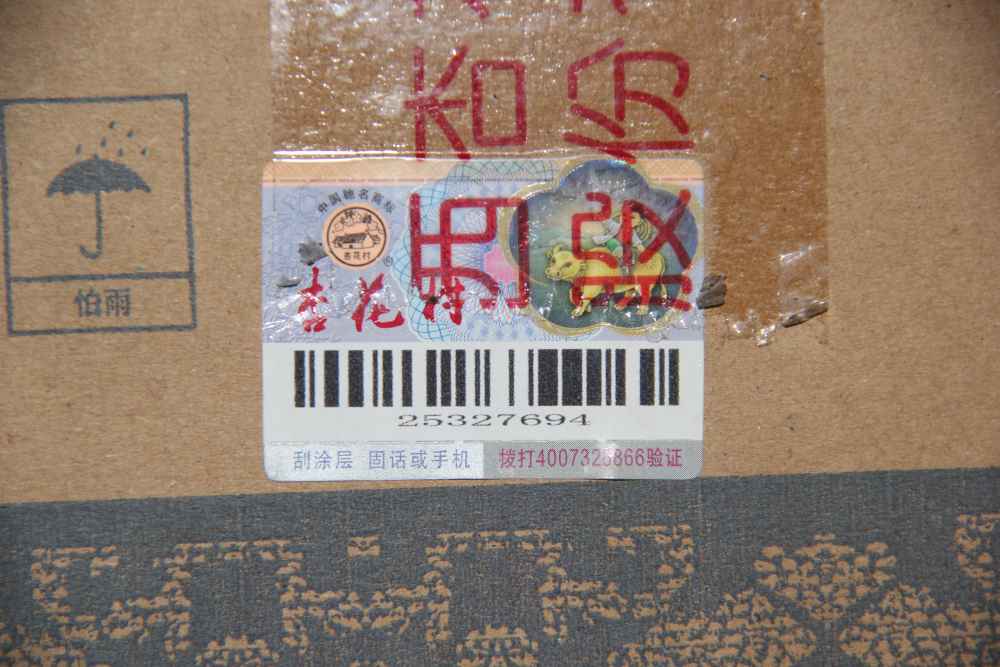 怕雨
中国驰名商标
杏花村
杏花村
25327694
刮涂层 固话或手机 拨打4007325866验证